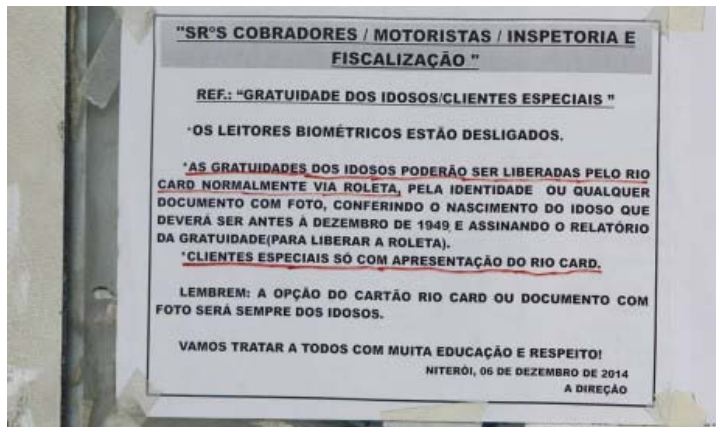 "SRºS COBRADORES / MOTORISTAS / INSPETORIA E
FISCALIZAÇÃO "
REF.: “GRATUIDADE DOS IDOSOS/CLIENTES ESPECIAIS ”
*OS LEITORES BIOMÉTRICOS ESTÃO DESLIGADOS.
*AS GRATUIDADES DOS IDOSOS PODERÃO SER LIBERADAS PELO RIO
CARD NORMALMENTE VIA ROLETA, PELA IDENTIDADE OU QUALQUER
DOCUMENTO COM FOTO, CONFERINDO O NASCIMENTO DO IDOSO QUE
DEVERÁ SER ANTES Á DEZEMBRO DE 1949, E ASSINANDO O RELATÓRIO
DA GRATUIDADE(PARA LIBERAR A ROLETA).
*CLIENTES ESPECIAIS SÓ COM APRESENTAÇÃO DO RIO CARD.
LEMBREM: A OPÇÃO DO CARTÃO RIO CARD OU DOCUMENTO COM
FOTO SERÁ SEMPRE DOS IDOSOS.
VAMOS TRATAR A TODOS COM MUITA EDUCAÇÃO E RESPEITO!
NITERÓI, 06 DE DEZEMBRO DE 2014
A DIREÇÃO